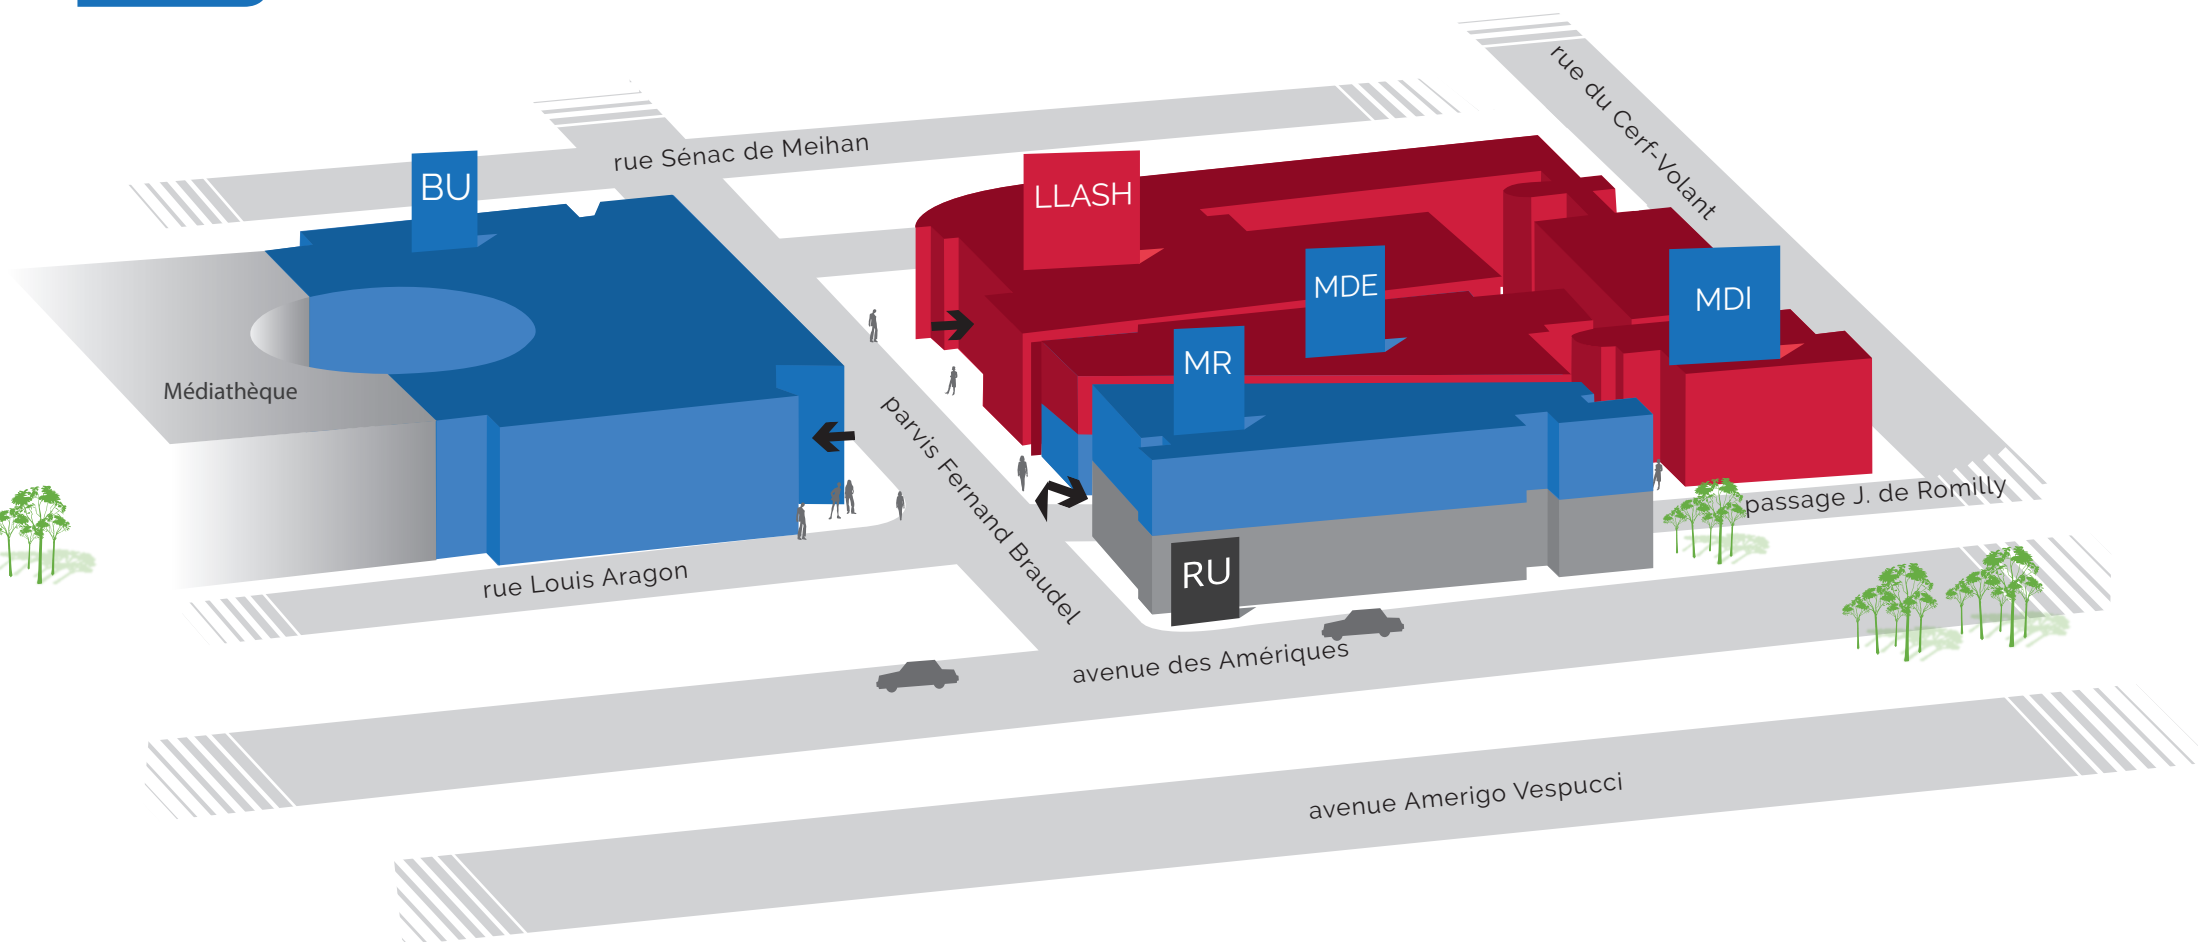 rue du Cerf-Volant
rue Sénac de Meihan
BU
LLASH
MDE
MDI
MR
Médiathèque
parvis Fernand Braudel
passage J. de Romilly
RU
rue Louis Aragon
avenue des Amériques
avenue Amerigo Vespucci